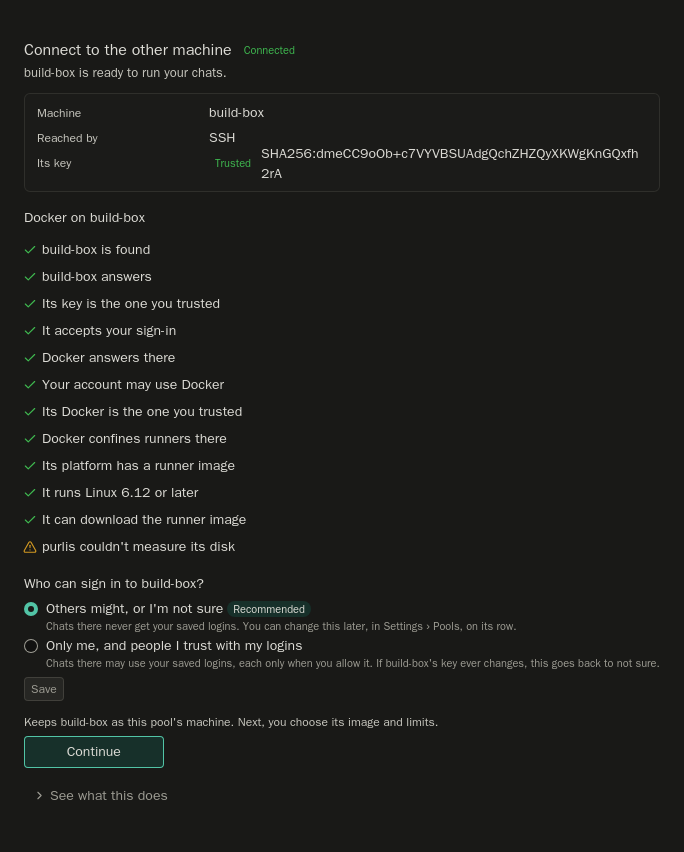 Connect to the other machine Connected
build-box is ready to run your chats.
Machine build-box
Reached by SSH
Its key Trusted SHA256:dmeCC9oOb+c7VYVBSUAdgQchZHZQyXKWgKnGQxfh
2rA
Docker on build-box
build-box is found
build-box answers
Its key is the one you trusted
It accepts your sign-in
Docker answers there
Your account may use Docker
Its Docker is the one you trusted
Docker confines runners there
Its platform has a runner image
It runs Linux 6.12 or later
It can download the runner image
purlis couldn't measure its disk
Who can sign in to build-box?
Others might, or I'm not sure Recommended
Chats there never get your saved logins. You can change this later, in Settings › Pools, on its row.
Only me, and people I trust with my logins
Chats there may use your saved logins, each only when you allow it. If build-box's key ever changes, this goes back to not sure.
Save
Keeps build-box as this pool's machine. Next, you choose its image and limits.
Continue
See what this does